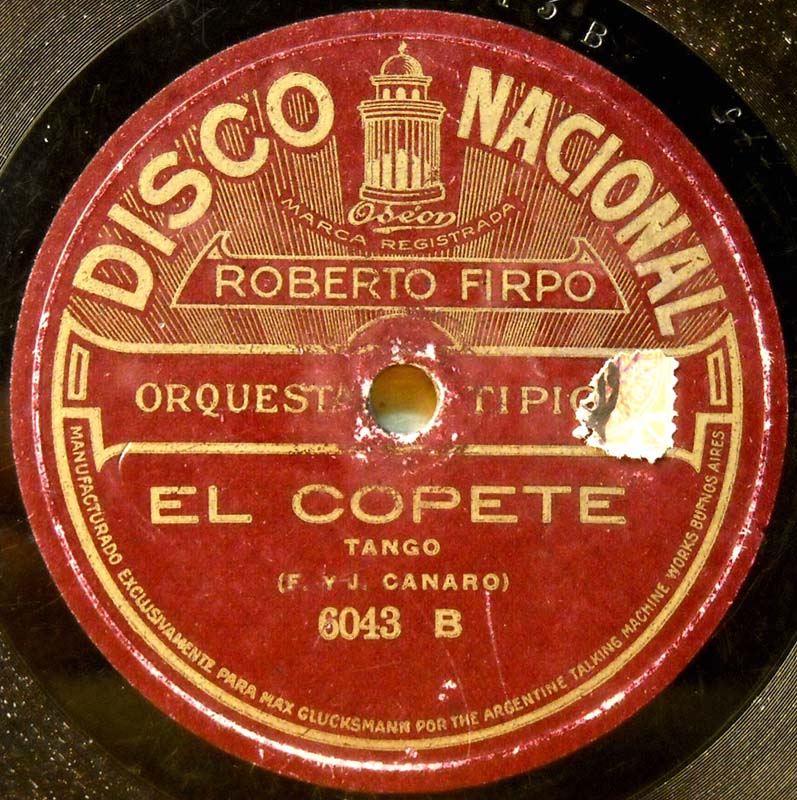 13 B
DISCO NACIONAL
Odeon
MARCA REGISTRADA
ROBERTO FIRPO
ORQUESTA TIPIC
EL COPETE
TANGO
(F. Y J. CANARO)
6043 B
MANUFACTURADO EXCLUSIVAMENTE PARA MAX GLUCKSMANN POR THE ARGENTINE TALKING MACHINE WORKS. BUENOS AIRES